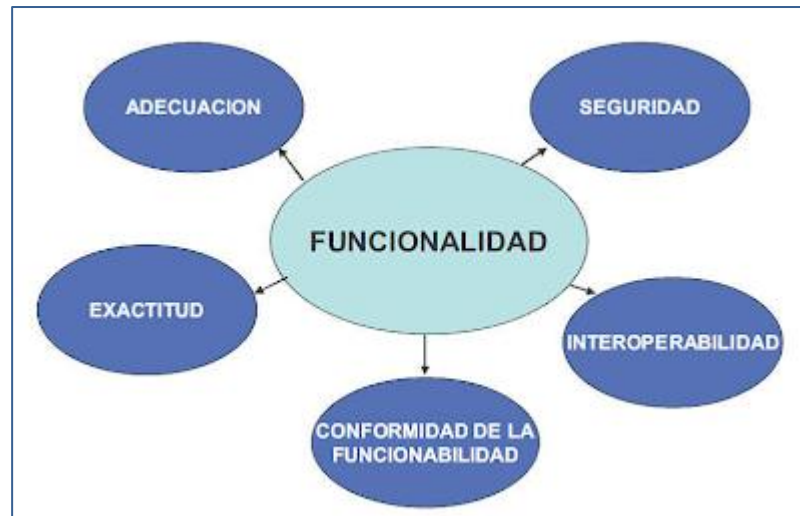 ADECUACION
SEGURIDAD
FUNCIONALIDAD
EXACTITUD
INTEROPERABILIDAD
CONFORMIDAD DE LA
FUNCIONABILIDAD